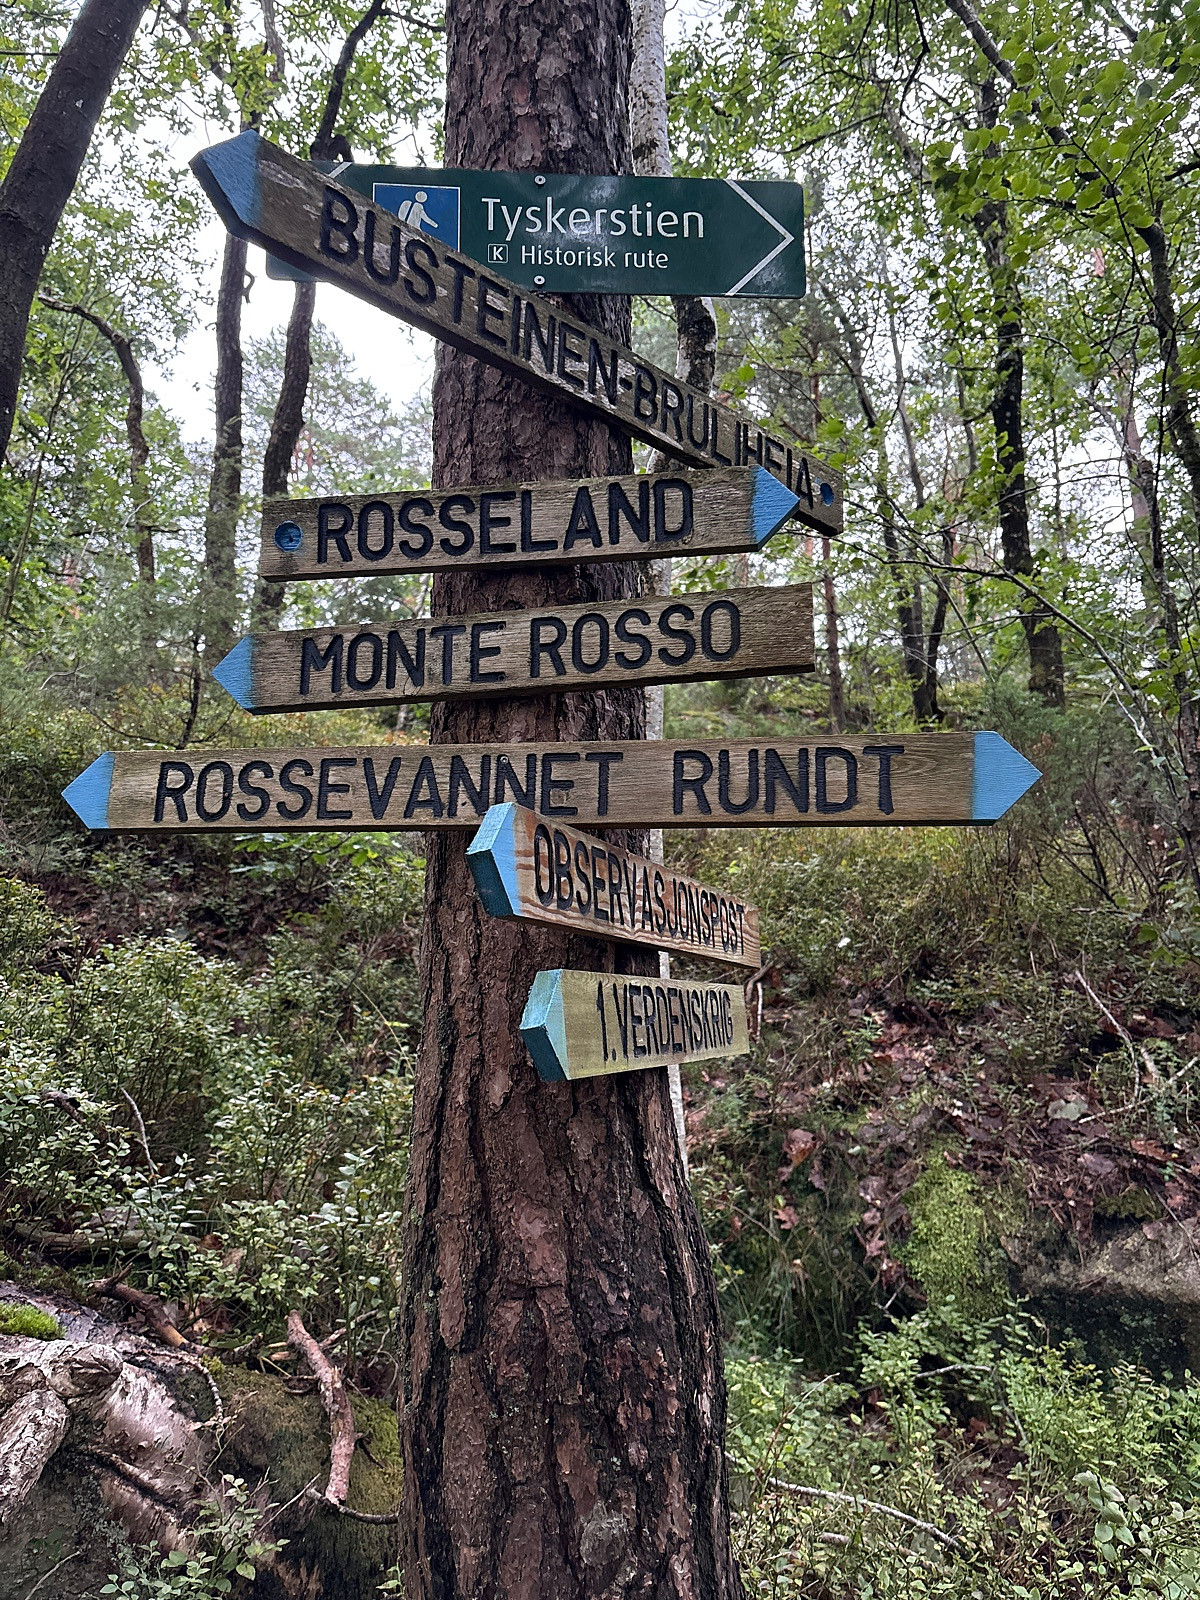 Tyskerstien
K Historisk rute
BUSTEINEN-BRULIHEIA
ROSSELAND
MONTE ROSSO
ROSSEVANNET RUNDT
OBSERVASJONSPOST
1.VERDENSKRIG